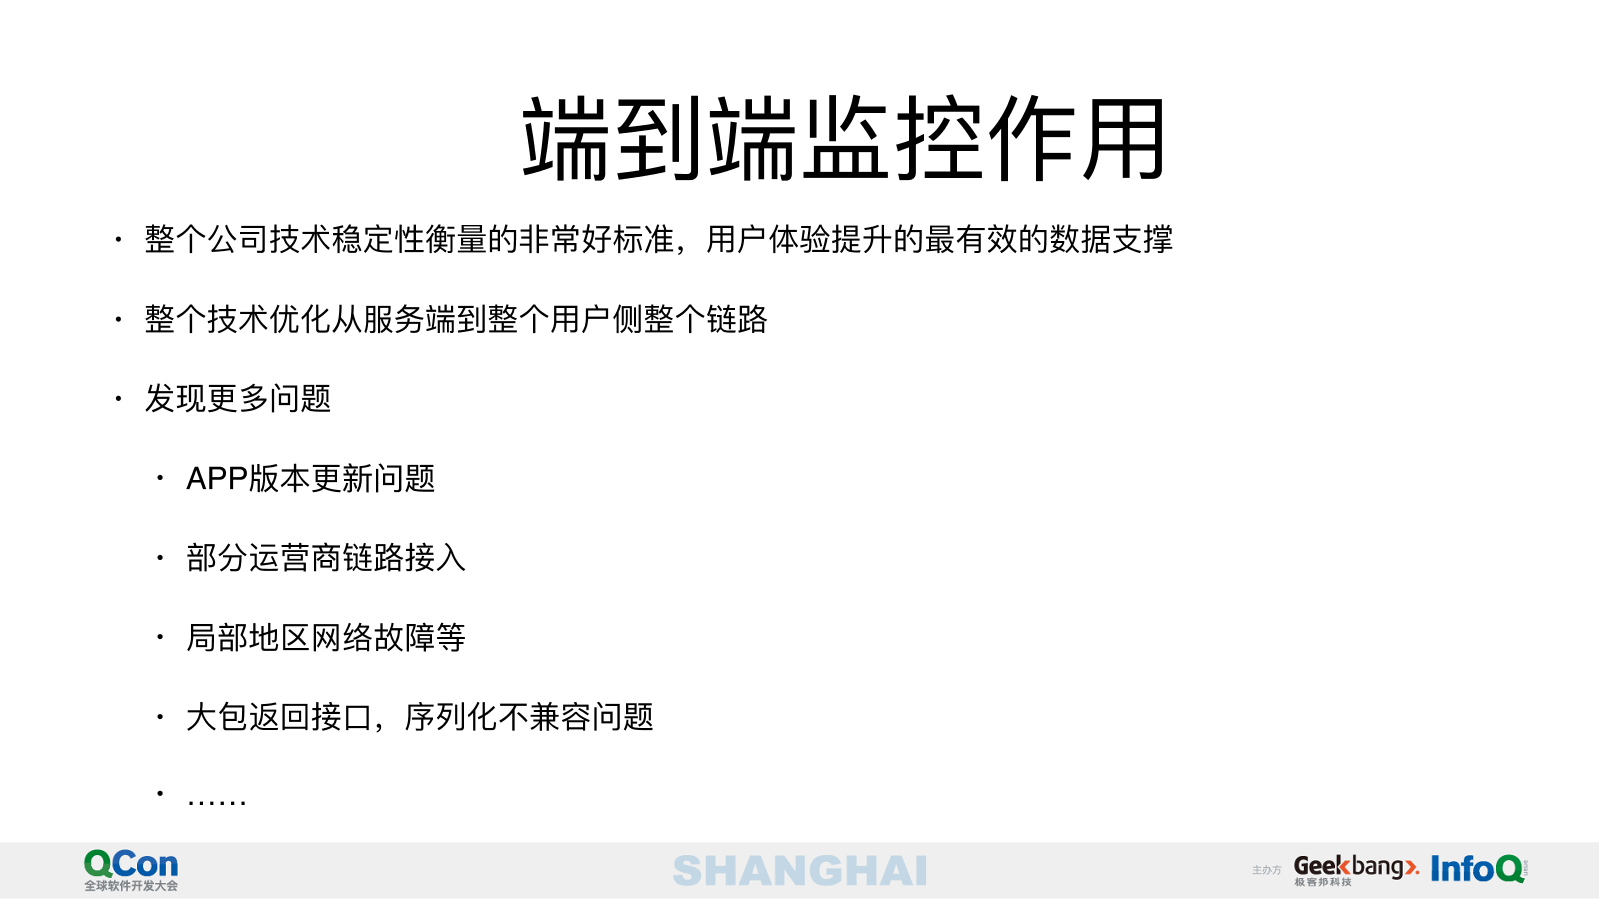 端到端监控作用
• 整个公司技术稳定性衡量的非常好标准，用户体验提升的最有效的数据支撑
• 整个技术优化从服务端到整个用户侧整个链路
• 发现更多问题
• APP版本更新问题
• 部分运营商链路接入
• 局部地区网络故障等
• 大包返回接口，序列化不兼容问题
• ……
QCon
全球软件开发大会
SHANGHAI
主办方
Geekbang>.
极客邦科技
InfoQ